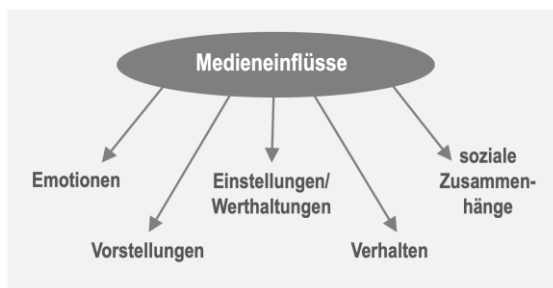 Medieneinflüsse
Emotionen
Einstellungen/
Werthaltungen
soziale
Zusammen-
hänge
Vorstellungen
Verhalten